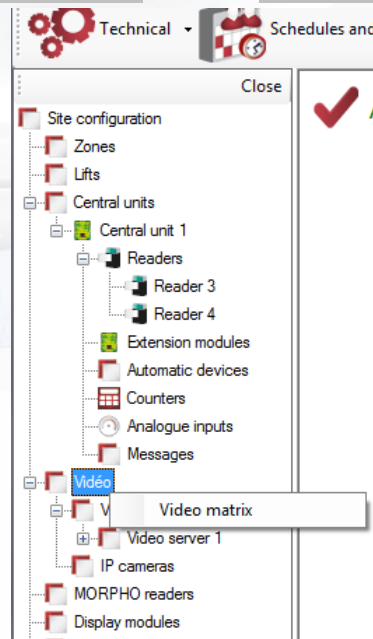 Technical
Schedules and
Close
Site configuration
Zones
Lifts
Central units
Central unit 1
Readers
Reader 3
Reader 4
Extension modules
Automatic devices
Counters
Analogue inputs
Messages
Vidéo
V
Video matrix
Video server 1
IP cameras
MORPHO readers
Display modules